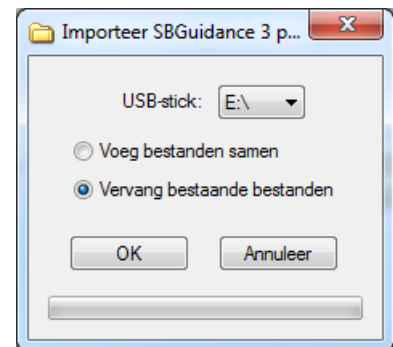 Importeer SBGuidance 3 p...
USB-stick: E:\
Voeg bestanden samen
Vervang bestaande bestanden
OK Annuleer